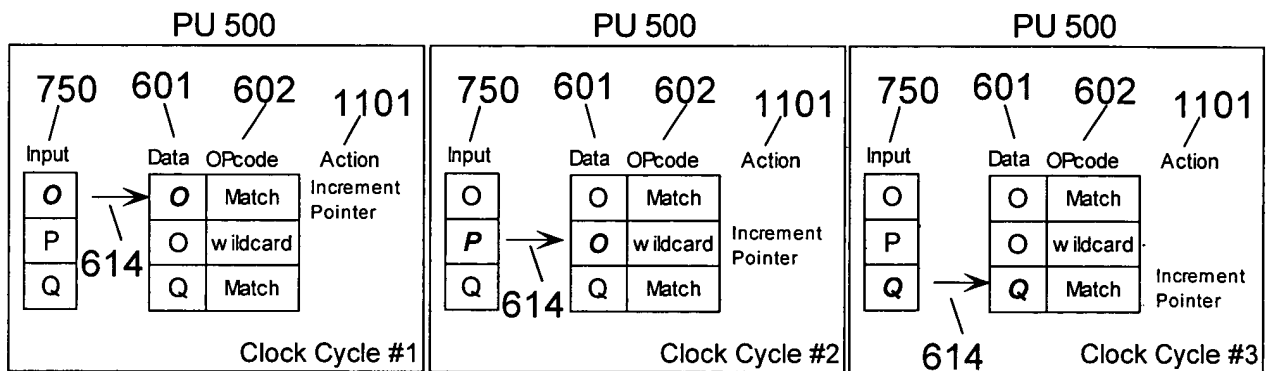 PU 500
750 601 602 1101
Input Data OPcode Action
O O Match Increment
Pointer
P O wildcard
614
Q Q Match
Clock Cycle #1
PU 500
750 601 602 1101
Input Data OPcode Action
O O Match
P O wildcard Increment
Pointer
Q Q Match
614
Clock Cycle #2
PU 500
750 601 602 1101
Input Data OPcode Action
O O Match
P O wildcard
Q Q Match Increment
Pointer
614
Clock Cycle #3